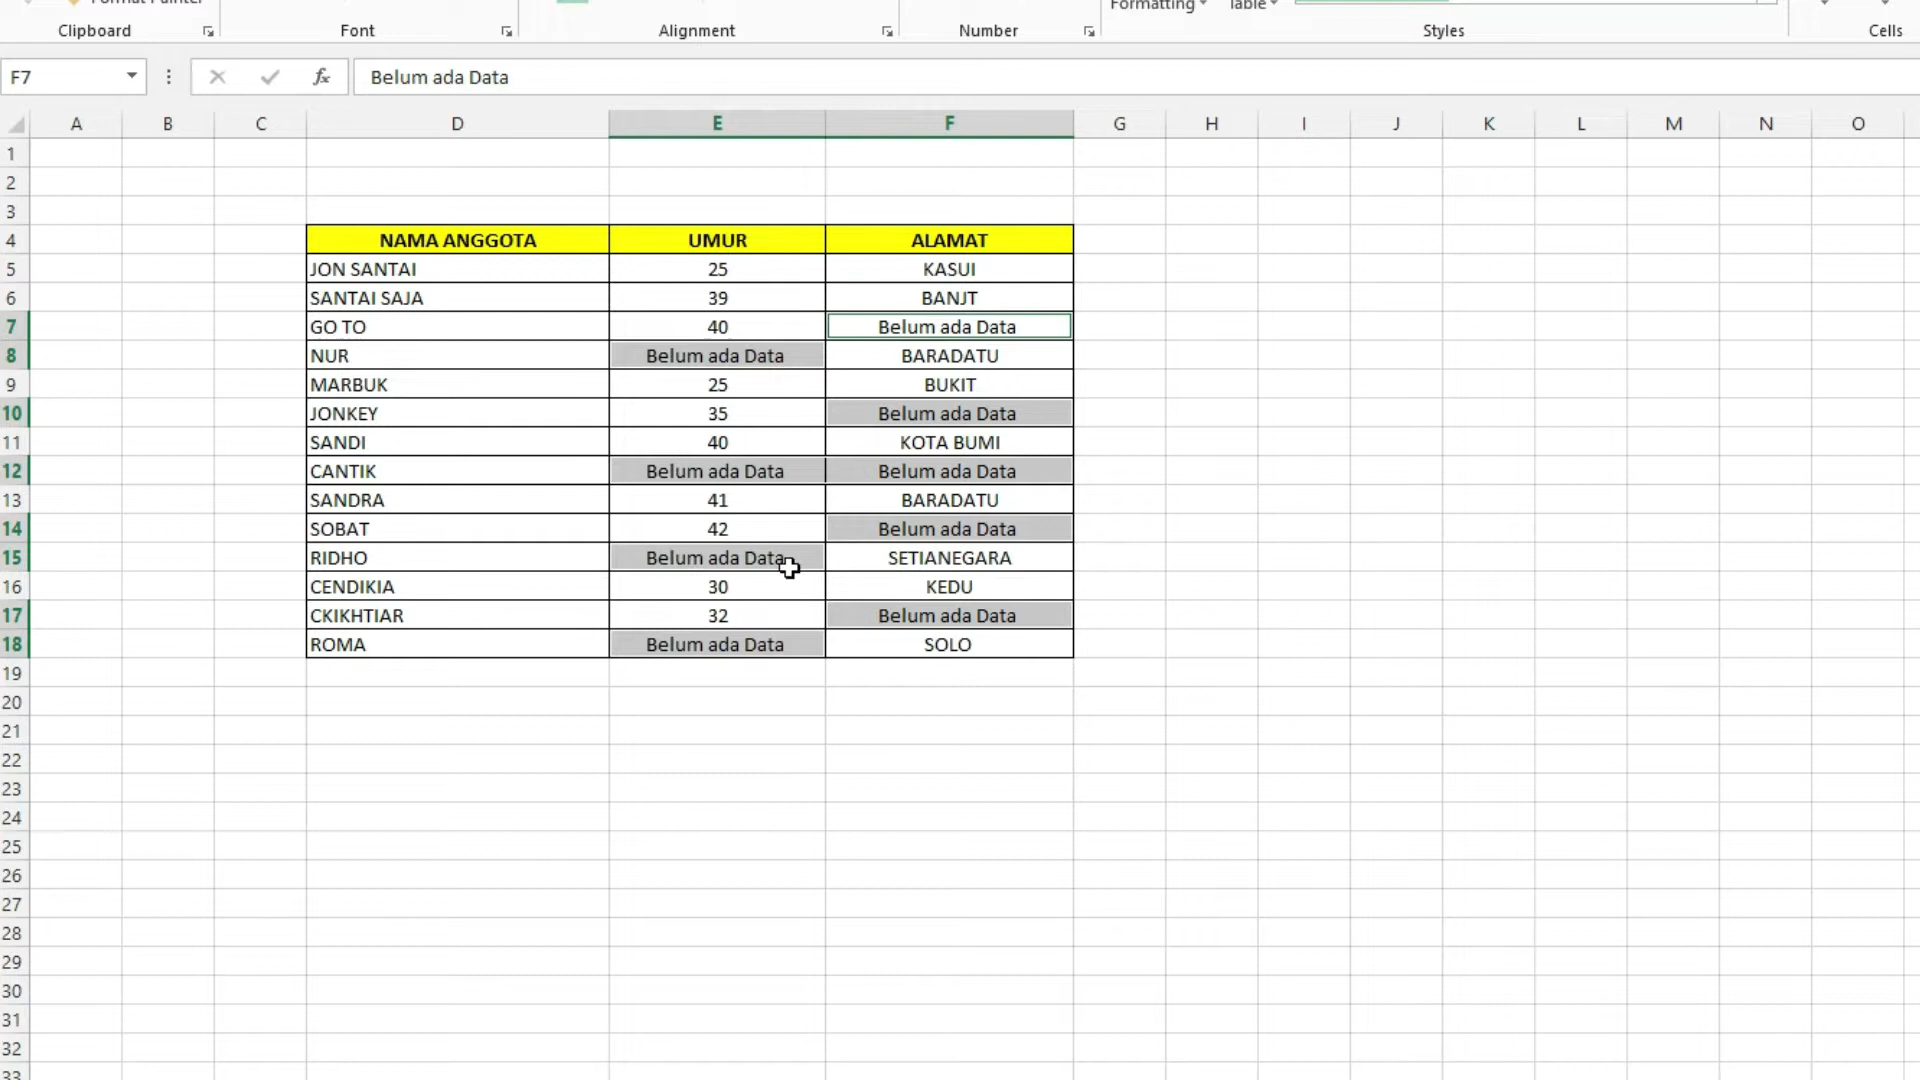 Format Painter
Formatting Table
Clipboard Font Alignment Number Styles Cells
F7 fx Belum ada Data
A B C D E F G H I J K L M N O
1
2
3
4 NAMA ANGGOTA UMUR ALAMAT
5 JON SANTAI 25 KASUI
6 SANTAI SAJA 39 BANJT
7 GO TO 40 Belum ada Data
8 NUR Belum ada Data BARADATU
9 MARBUK 25 BUKIT
10 JONKEY 35 Belum ada Data
11 SANDI 40 KOTA BUMI
12 CANTIK Belum ada Data Belum ada Data
13 SANDRA 41 BARADATU
14 SOBAT 42 Belum ada Data
15 RIDHO Belum ada Data SETIANEGARA
16 CENDIKIA 30 KEDU
17 CKIKHTIAR 32 Belum ada Data
18 ROMA Belum ada Data SOLO
19
20
21
22
23
24
25
26
27
28
29
30
31
32
33